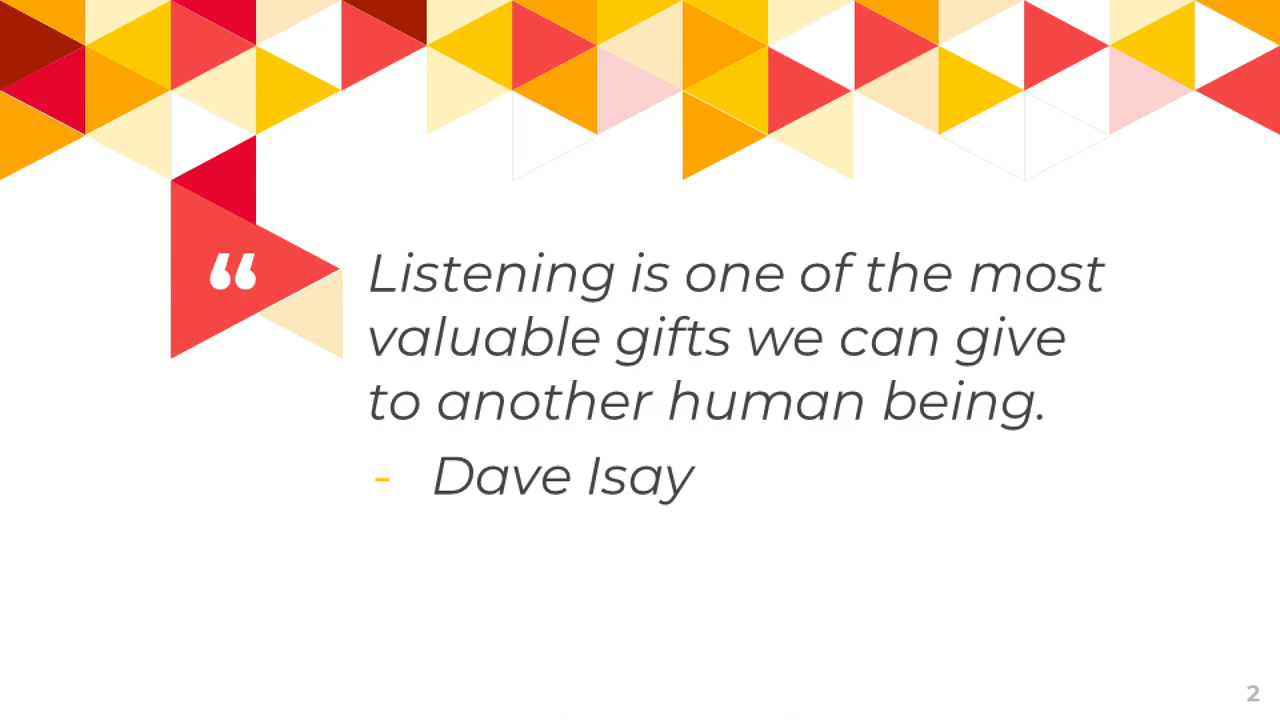 “
Listening is one of the most
valuable gifts we can give
to another human being.
- Dave Isay
2